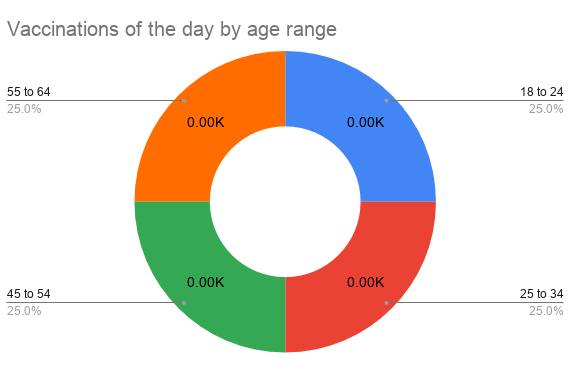 Vaccinations of the day by age range
55 to 64
25.0%
18 to 24
25.0%
0.00K
0.00K
0.00K
0.00K
45 to 54
25.0%
25 to 34
25.0%